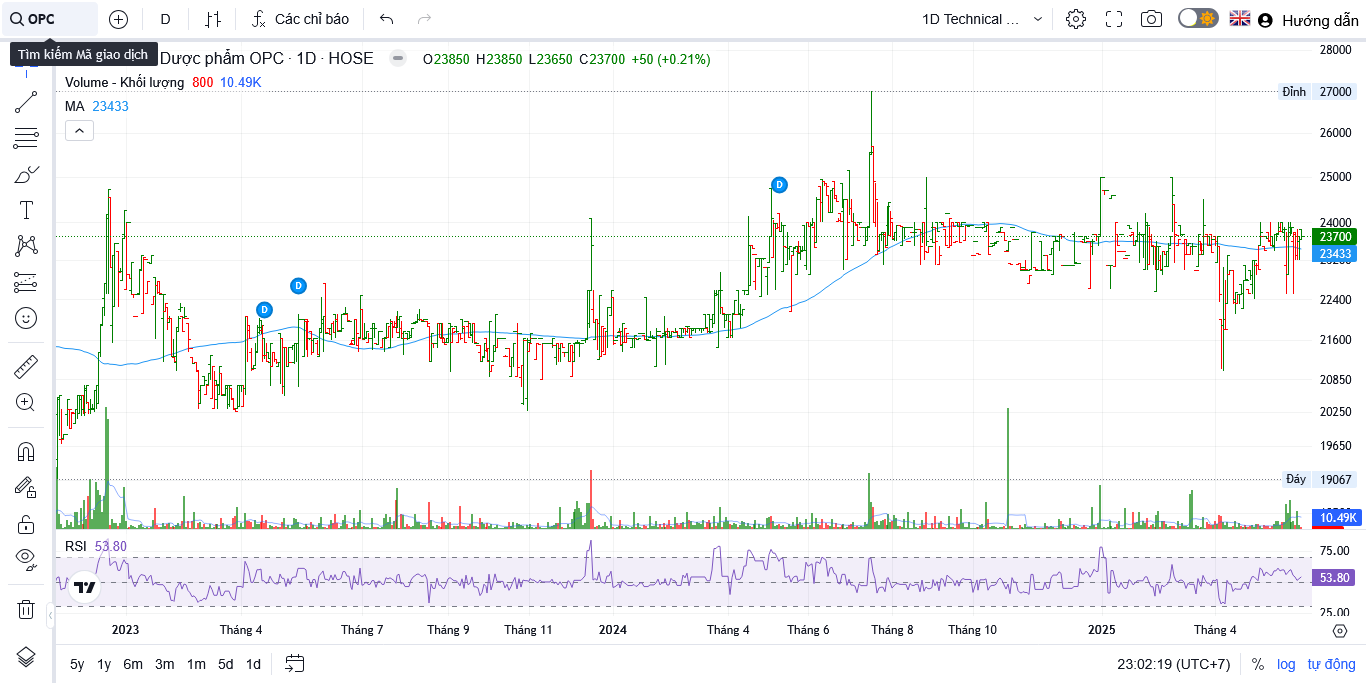 OPC
D
Các chỉ báo
1D Technical ...
Hướng dẫn
Tìm kiếm Mã giao dịch
Dược phẩm OPC · 1D · HOSE
O23850 H23850 L23650 C23700 +50 (+0.21%)
Volume - Khối lượng 800 10.49K
MA 23433
28000
Đỉnh 27000
26000
25000
24000
23700
23433
22400
21600
20850
20250
19650
Đáy 19067
10.49K
D
D
D
RSI 53.80
75.00
53.80
25.00
2023 Tháng 4 Tháng 7 Tháng 9 Tháng 11 2024 Tháng 4 Tháng 6 Tháng 8 Tháng 10 2025 Tháng 4
5y 1y 6m 3m 1m 5d 1d
23:02:19 (UTC+7) % log tự động